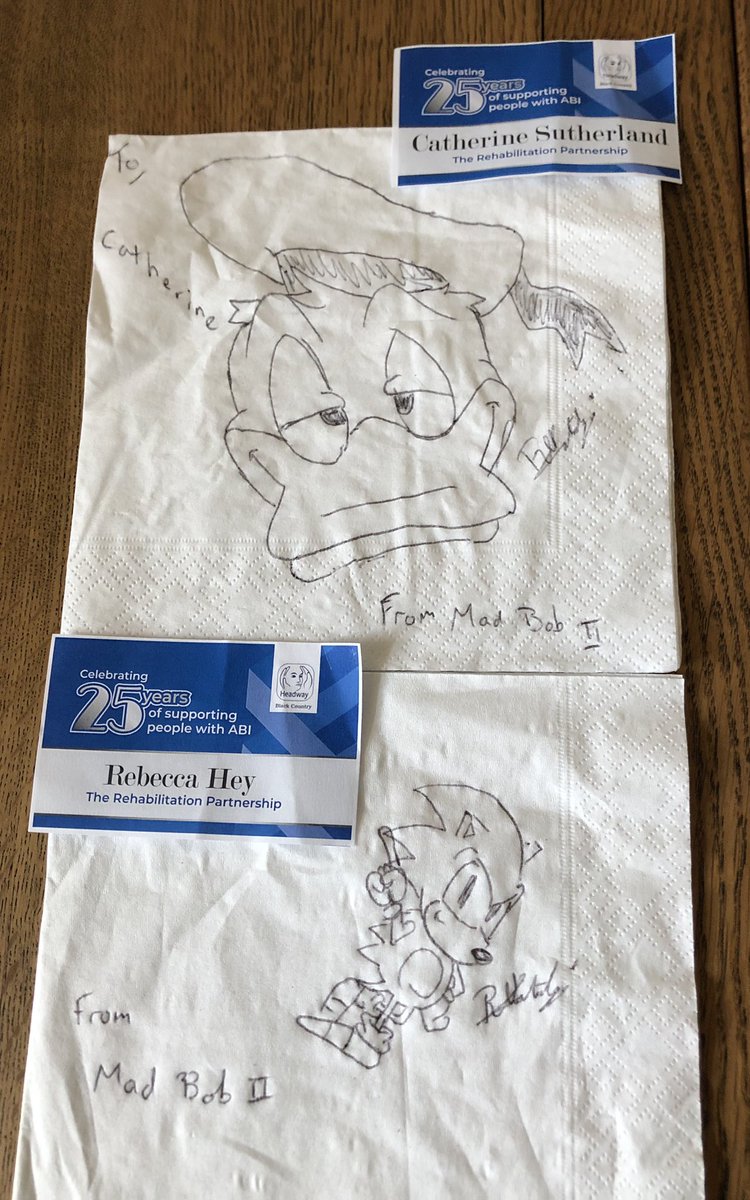 Celebrating
25 years
of supporting
people with ABI
Headway
Black Country
Catherine Sutherland
The Rehabilitation Partnership
To,
Catherine
From Mad Bob II
Celebrating
25 years
of supporting
people with ABI
Headway
Black Country
Rebecca Hey
The Rehabilitation Partnership
From
Mad Bob II